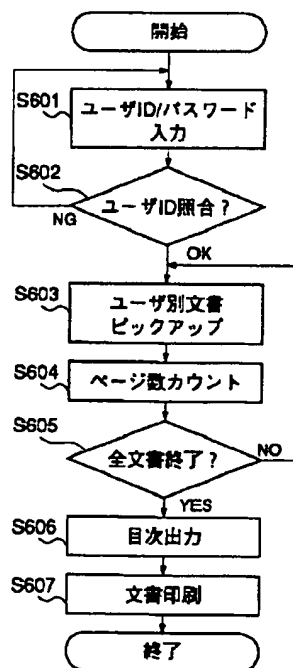 開始
S601
ユーザID/パスワード
入力
S602
ユーザID照合？
NG
OK
S603
ユーザ別文書
ピックアップ
S604
ページ数カウント
S605
全文書終了？
NO
YES
S606
目次出力
S607
文書印刷
終了